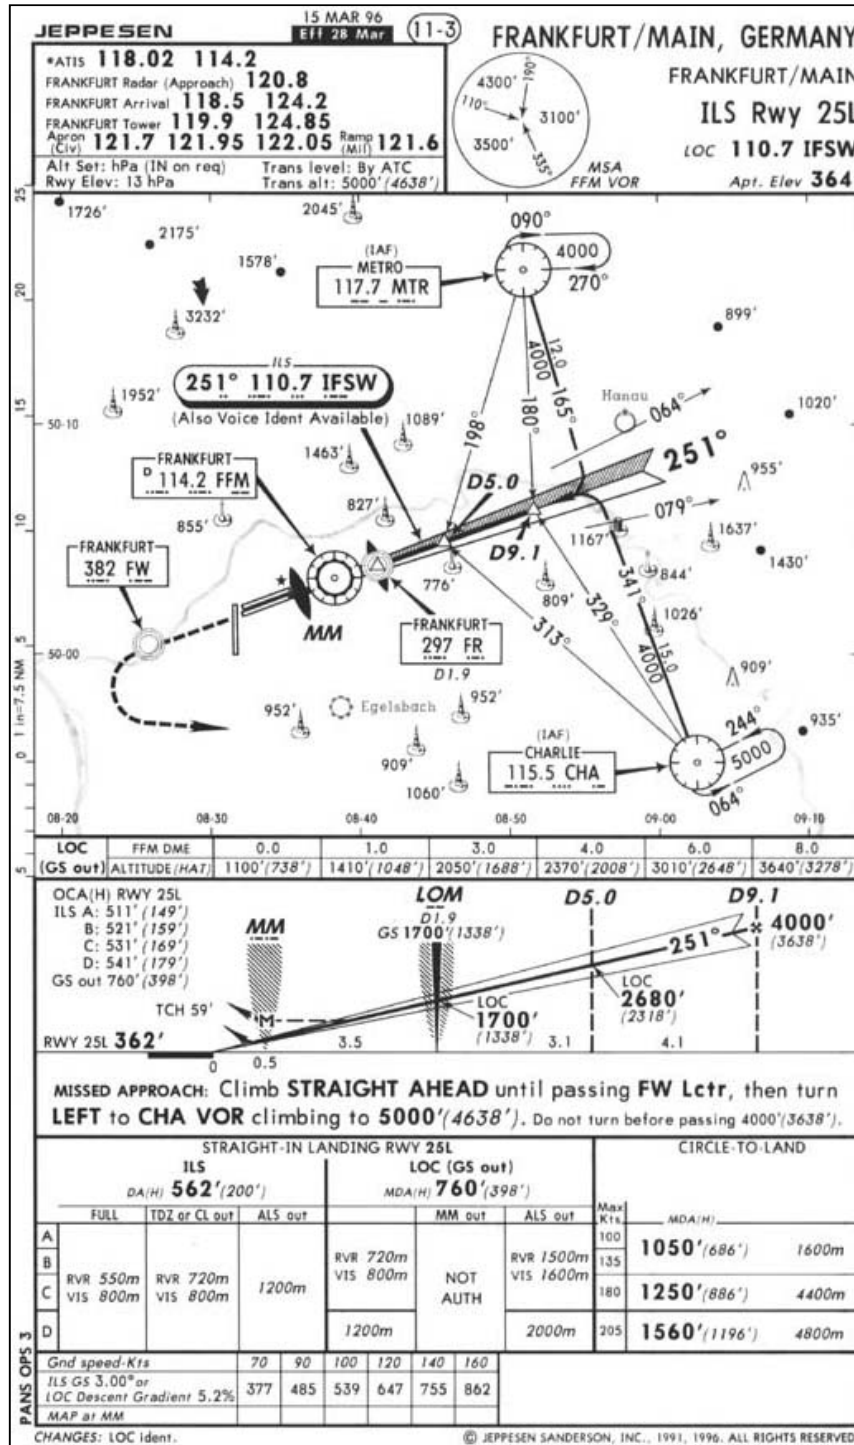 JEPPESEN
15 MAR 96
Eff 28 Mar
11-3
FRANKFURT/MAIN, GERMANY
*ATIS 118.02 114.2
FRANKFURT Radar (Approach) 120.8
FRANKFURT Arrival 118.5 124.2
FRANKFURT Tower 119.9 124.85
Apron (Civ) 121.7 121.95 122.05 Ramp (Mil) 121.6
Alt Set: hPa (IN on req) Trans level: By ATC
Rwy Elev: 13 hPa Trans alt: 5000' (4638')
4300'
190°
110°
3100'
3500'
335°
MSA
FFM VOR
FRANKFURT/MAIN
ILS Rwy 25L
LOC 110.7 IFSW
Apt. Elev 364
25
1726'
2175'
2045'
1578'
090°
4000
270°
(IAF)
METRO
117.7 MTR
20
3232'
899'
12.0
4000
165°
ILS
251° 110.7 IFSW
(Also Voice Ident Available)
1952'
198°
180°
Hanau
064°
1020'
15
50-10
1089'
1463'
251°
955'
FRANKFURT
D 114.2 FFM
D5.0
827'
079°
855'
10
D9.1
1167'
1637'
1430'
FRANKFURT
382 FW
776'
809'
844'
MM
FRANKFURT
297 FR
D1.9
313°
329°
341°
1026'
15.0
4000
5
50-00
909'
952'
Egelsbach
952'
244°
935'
909'
(IAF)
CHARLIE
115.5 CHA
5000
1060'
064°
0
1 in=7.5 NM
5
08-20 08-30 08-40 08-50 09-00 09-10
LOC FFM DME 0.0 1.0 3.0 4.0 6.0 8.0
(GS out) ALTITUDE (HAT) 1100'(738') 1410'(1048') 2050'(1688') 2370'(2008') 3010'(2648') 3640'(3278')
OCA(H) RWY 25L
ILS A: 511' (149')
B: 521' (159')
C: 531' (169')
D: 541' (179')
GS out 760' (398')
MM
LOM
D1.9
GS 1700' (1338')
D5.0
D9.1
4000'
(3638')
251°
LOC
2680'
(2318')
LOC
1700'
(1338')
TCH 59'
M
RWY 25L 362'
0 0.5 3.5 3.1 4.1
MISSED APPROACH: Climb STRAIGHT AHEAD until passing FW Lctr, then turn
LEFT to CHA VOR climbing to 5000' (4638'). Do not turn before passing 4000' (3638').
STRAIGHT-IN LANDING RWY 25L
CIRCLE-TO-LAND
ILS
LOC (GS out)
DA(H) 562' (200')
MDA(H) 760' (398')
FULL TDZ or CL out ALS out MM out ALS out Max Kts MDA(H)
A
B
C
D
RVR 550m
VIS 800m
RVR 720m
VIS 800m
1200m
RVR 720m
VIS 800m
1200m
NOT
AUTH
RVR 1500m
VIS 1600m
2000m
100
135
1050' (686') 1600m
180 1250' (886') 4400m
205 1560' (1196') 4800m
PANS OPS 3
Gnd speed-Kts 70 90 100 120 140 160
ILS GS 3.00° or
LOC Descent Gradient 5.2% 377 485 539 647 755 862
MAP at MM
CHANGES: LOC ident.
© JEPPESEN SANDERSON, INC., 1991, 1996. ALL RIGHTS RESERVED